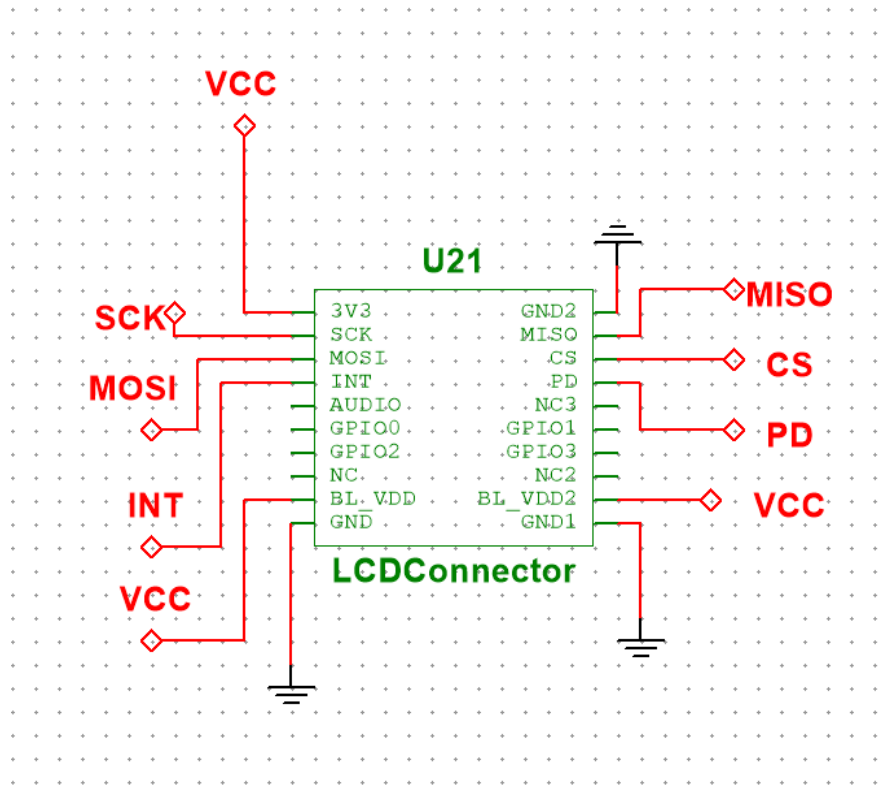 VCC
U21
SCK
MOSI
INT
VCC
3V3
SCK
MOSI
INT
AUDIO
GPIO0
GPIO2
NC
BL_VDD
GND
GND2
MISO
CS
PD
NC3
GPIO1
GPIO3
NC2
BL_VDD2
GND1
MISO
CS
PD
VCC
LCDConnector